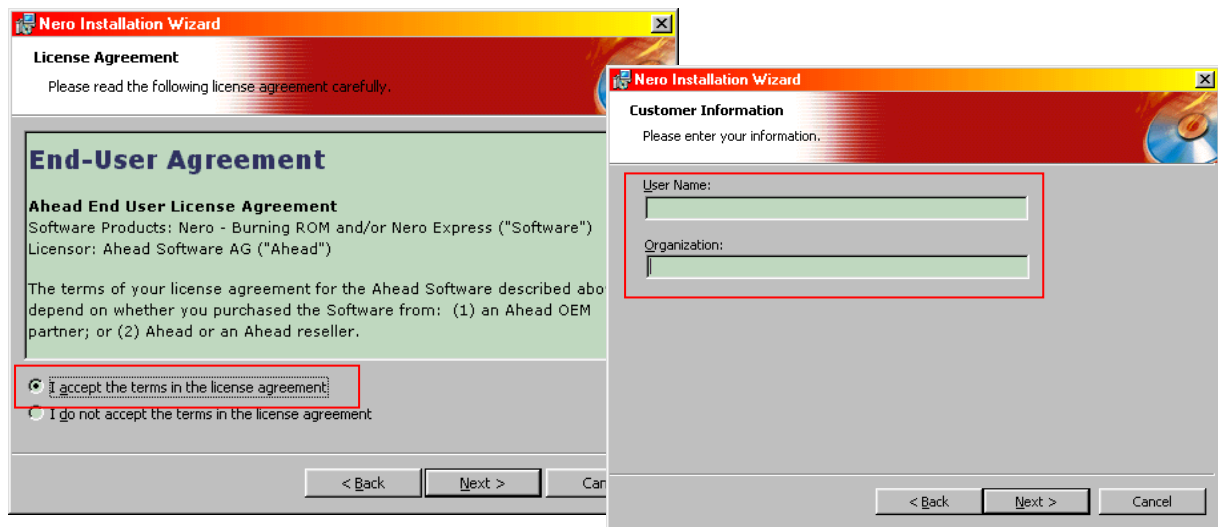 Nero Installation Wizard
License Agreement
Please read the following license agreement carefully.
End-User Agreement
Ahead End User License Agreement
Software Products: Nero - Burning ROM and/or Nero Express ("Software")
Licensor: Ahead Software AG ("Ahead")
The terms of your license agreement for the Ahead Software described abo
depend on whether you purchased the Software from: (1) an Ahead OEM
partner; or (2) Ahead or an Ahead reseller.
I accept the terms in the license agreement
I do not accept the terms in the license agreement
< Back
Next >
Can
Nero Installation Wizard
Customer Information
Please enter your information.
User Name:
Organization:
< Back
Next >
Cancel